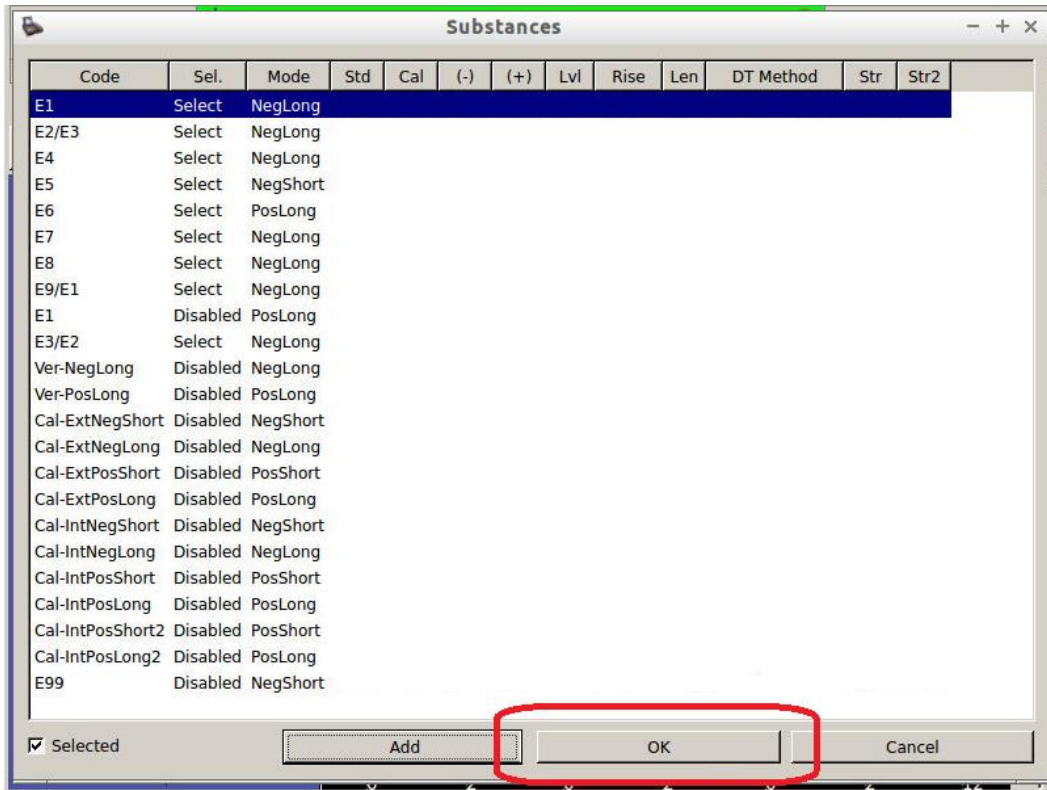 Substances
Code Sel. Mode Std Cal (-) (+) Lvl Rise Len DT Method Str Str2
E1 Select NegLong
E2/E3 Select NegLong
E4 Select NegLong
E5 Select NegShort
E6 Select PosLong
E7 Select NegLong
E8 Select NegLong
E9/E1 Select NegLong
E1 Disabled PosLong
E3/E2 Select NegLong
Ver-NegLong Disabled NegLong
Ver-PosLong Disabled PosLong
Cal-ExtNegShort Disabled NegShort
Cal-ExtNegLong Disabled NegLong
Cal-ExtPosShort Disabled PosShort
Cal-ExtPosLong Disabled PosLong
Cal-IntNegShort Disabled NegShort
Cal-IntNegLong Disabled NegLong
Cal-IntPosShort Disabled PosShort
Cal-IntPosLong Disabled PosLong
Cal-IntPosShort2 Disabled PosShort
Cal-IntPosLong2 Disabled PosLong
E99 Disabled NegShort
Selected Add OK Cancel